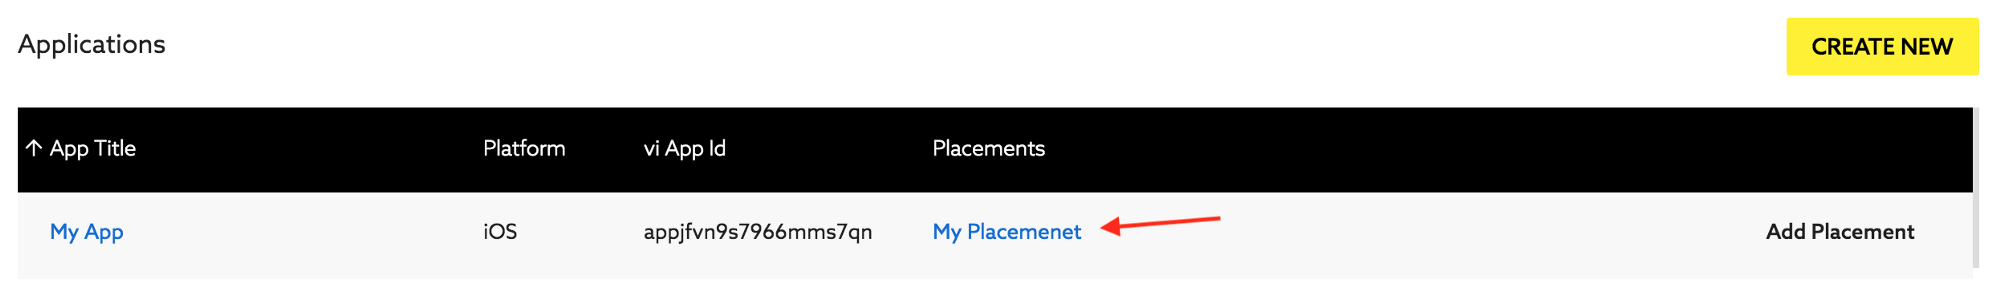 Applications
CREATE NEW
↑ App Title Platform vi App Id Placements
My App iOS appjfvn9s7966mms7qn My Placemenet Add Placement